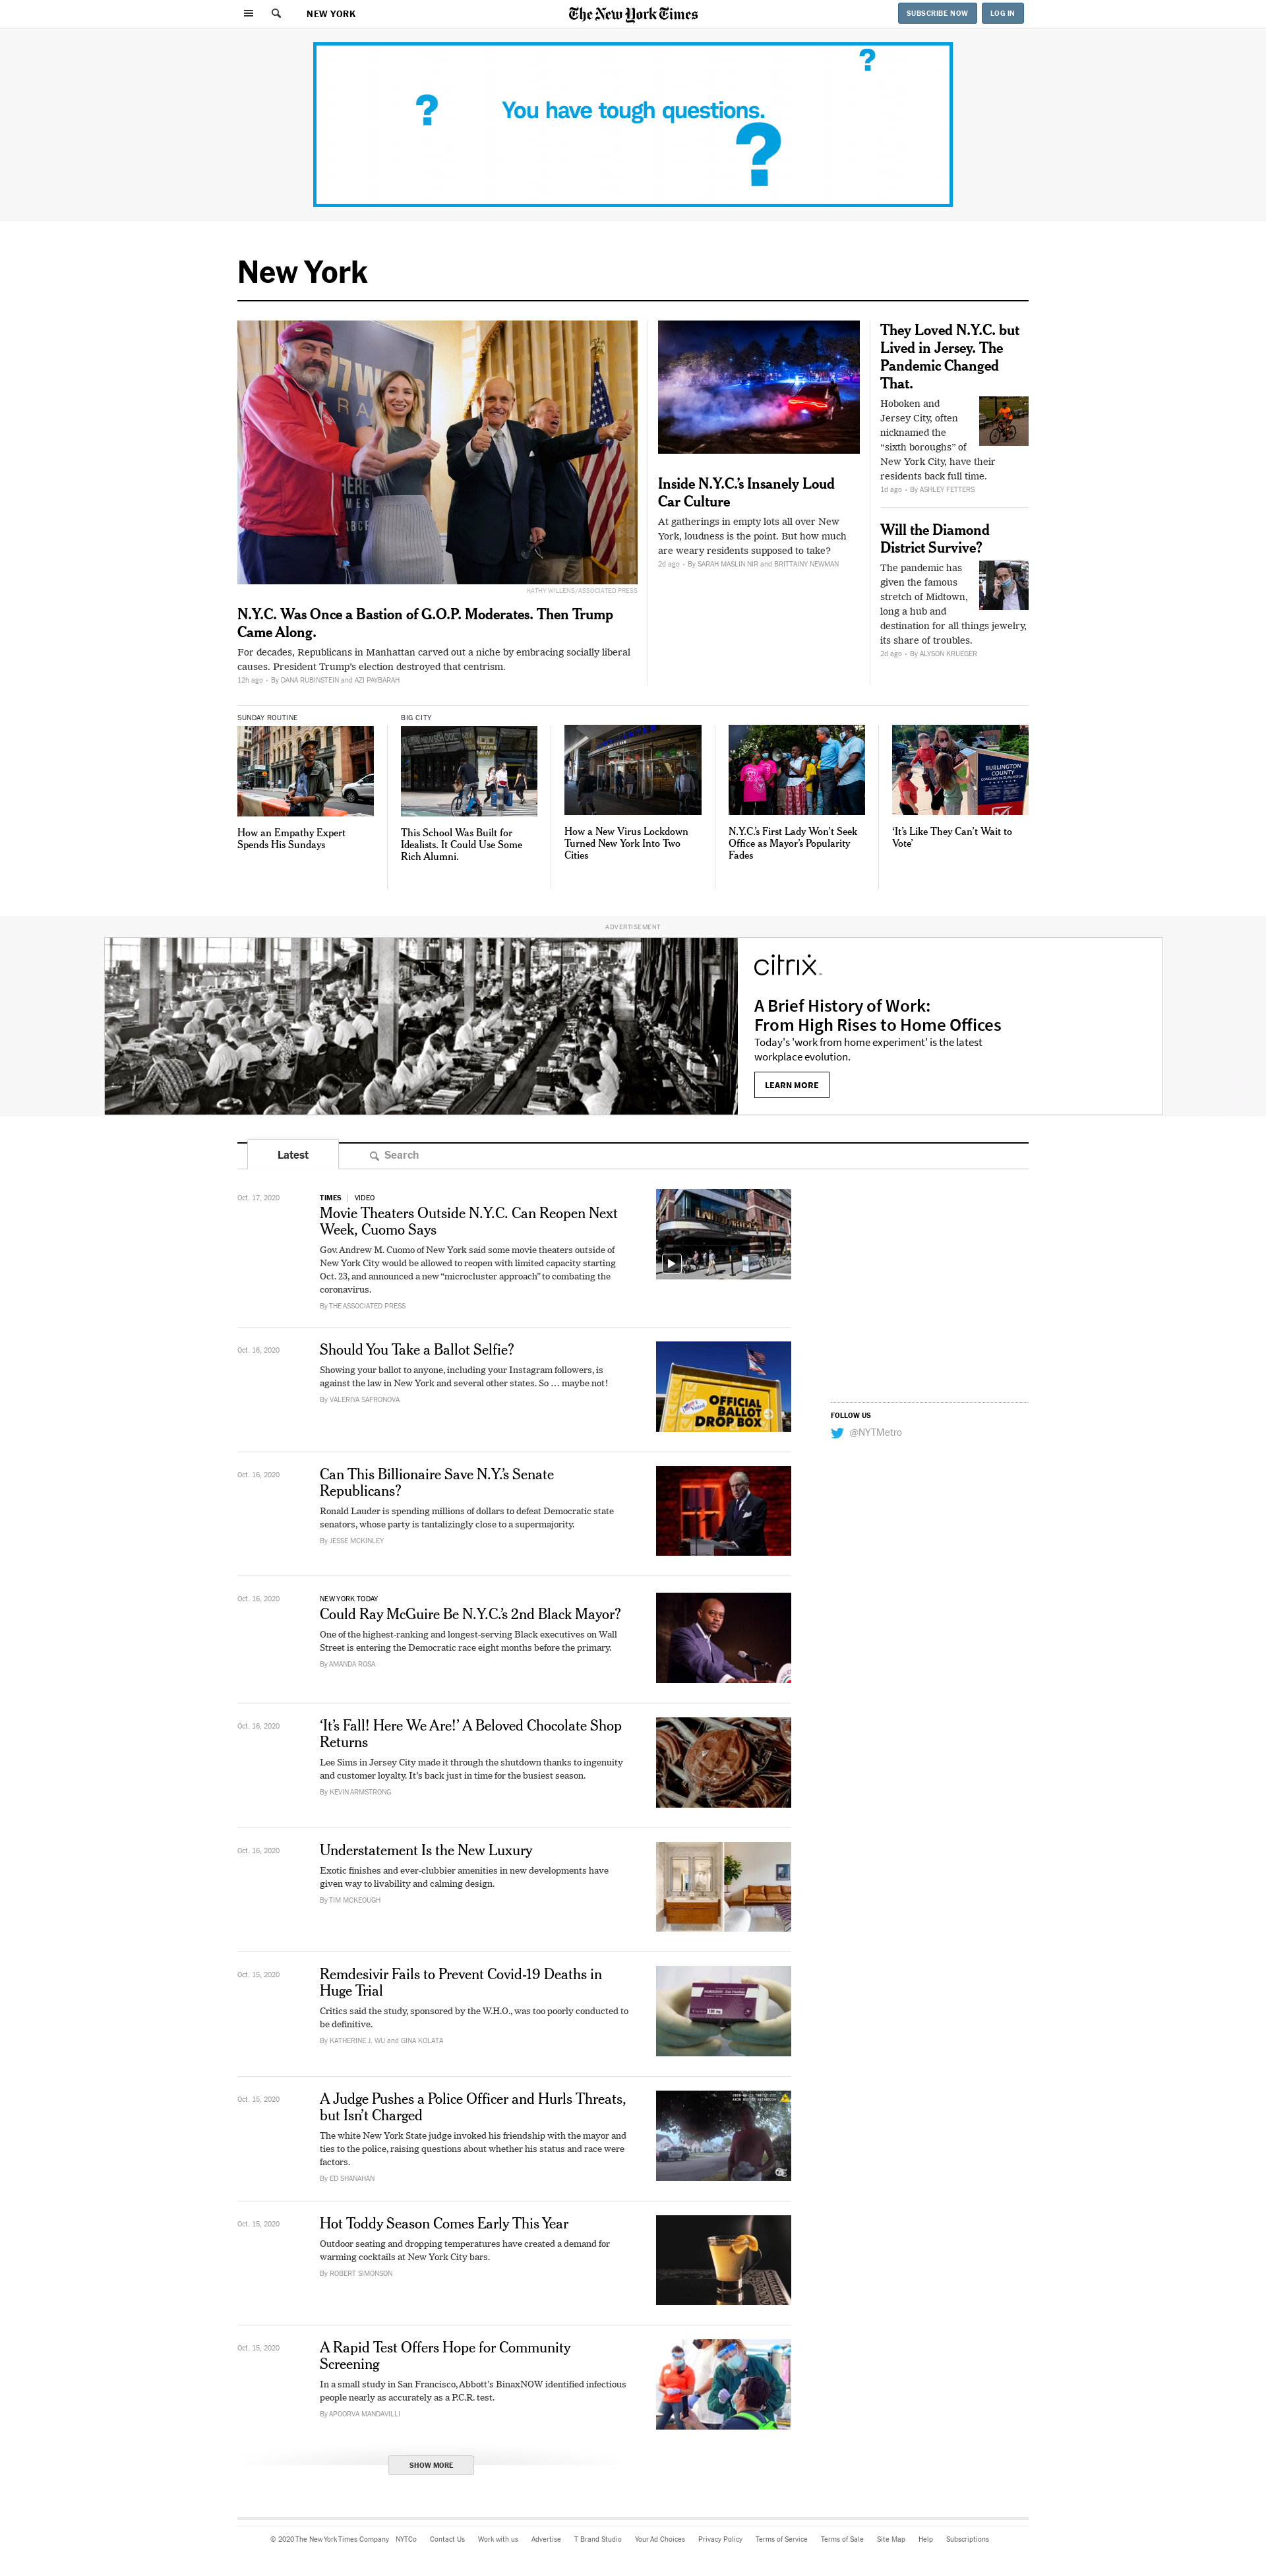 NEW YORK
The New York Times
SUBSCRIBE NOW
LOG IN
You have tough questions.
?
?
?
New York
KATHY WILLENS/ASSOCIATED PRESS
N.Y.C. Was Once a Bastion of G.O.P. Moderates. Then Trump
Came Along.
For decades, Republicans in Manhattan carved out a niche by embracing socially liberal
causes. President Trump's election destroyed that centrism.
12h ago • By DANA RUBINSTEIN and AZI PAYBARAH
Inside N.Y.C.'s Insanely Loud
Car Culture
At gatherings in empty lots all over New
York, loudness is the point. But how much
are weary residents supposed to take?
2d ago • By SARAH MASLIN NIR and BRITTAINY NEWMAN
They Loved N.Y.C. but
Lived in Jersey. The
Pandemic Changed
That.
Hoboken and
Jersey City, often
nicknamed the
“sixth boroughs” of
New York City, have their
residents back full time.
1d ago • By ASHLEY FETTERS
Will the Diamond
District Survive?
The pandemic has
given the famous
stretch of Midtown,
long a hub and
destination for all things jewelry,
its share of troubles.
2d ago • By ALYSON KRUEGER
SUNDAY ROUTINE
How an Empathy Expert
Spends His Sundays
BIG CITY
This School Was Built for
Idealists. It Could Use Some
Rich Alumni.
How a New Virus Lockdown
Turned New York Into Two
Cities
N.Y.C.'s First Lady Won't Seek
Office as Mayor's Popularity
Fades
BURLINGTON
COUNTY
‘It's Like They Can't Wait to
Vote’
ADVERTISEMENT
citrix
A Brief History of Work:
From High Rises to Home Offices
Today's 'work from home experiment' is the latest
workplace evolution.
LEARN MORE
Latest
Search
Oct. 17, 2020
TIMES | VIDEO
Movie Theaters Outside N.Y.C. Can Reopen Next
Week, Cuomo Says
Gov. Andrew M. Cuomo of New York said some movie theaters outside of
New York City would be allowed to reopen with limited capacity starting
Oct. 23, and announced a new “microcluster approach” to combating the
coronavirus.
By THE ASSOCIATED PRESS
Oct. 16, 2020
Should You Take a Ballot Selfie?
Showing your ballot to anyone, including your Instagram followers, is
against the law in New York and several other states. So … maybe not!
By VALERIYA SAFRONOVA
OFFICIAL
BALLOT
DROP BOX
FOLLOW US
@NYTMetro
Oct. 16, 2020
Can This Billionaire Save N.Y.'s Senate
Republicans?
Ronald Lauder is spending millions of dollars to defeat Democratic state
senators, whose party is tantalizingly close to a supermajority.
By JESSE MCKINLEY
Oct. 16, 2020
NEW YORK TODAY
Could Ray McGuire Be N.Y.C.'s 2nd Black Mayor?
One of the highest-ranking and longest-serving Black executives on Wall
Street is entering the Democratic race eight months before the primary.
By AMANDA ROSA
Oct. 16, 2020
‘It's Fall! Here We Are!’ A Beloved Chocolate Shop
Returns
Lee Sims in Jersey City made it through the shutdown thanks to ingenuity
and customer loyalty. It's back just in time for the busiest season.
By KEVIN ARMSTRONG
Oct. 16, 2020
Understatement Is the New Luxury
Exotic finishes and ever-clubbier amenities in new developments have
given way to livability and calming design.
By TIM MCKEOUGH
Oct. 15, 2020
Remdesivir Fails to Prevent Covid-19 Deaths in
Huge Trial
Critics said the study, sponsored by the W.H.O., was too poorly conducted to
be definitive.
By KATHERINE J. WU and GINA KOLATA
Oct. 15, 2020
A Judge Pushes a Police Officer and Hurls Threats,
but Isn't Charged
The white New York State judge invoked his friendship with the mayor and
ties to the police, raising questions about whether his status and race were
factors.
By ED SHANAHAN
Oct. 15, 2020
Hot Toddy Season Comes Early This Year
Outdoor seating and dropping temperatures have created a demand for
warming cocktails at New York City bars.
By ROBERT SIMONSON
Oct. 15, 2020
A Rapid Test Offers Hope for Community
Screening
In a small study in San Francisco, Abbott's BinaxNOW identified infectious
people nearly as accurately as a P.C.R. test.
By APOORVA MANDAVILLI
SHOW MORE
© 2020 The New York Times Company NYTCo Contact Us Work with us Advertise T Brand Studio Your Ad Choices Privacy Policy Terms of Service Terms of Sale Site Map Help Subscriptions